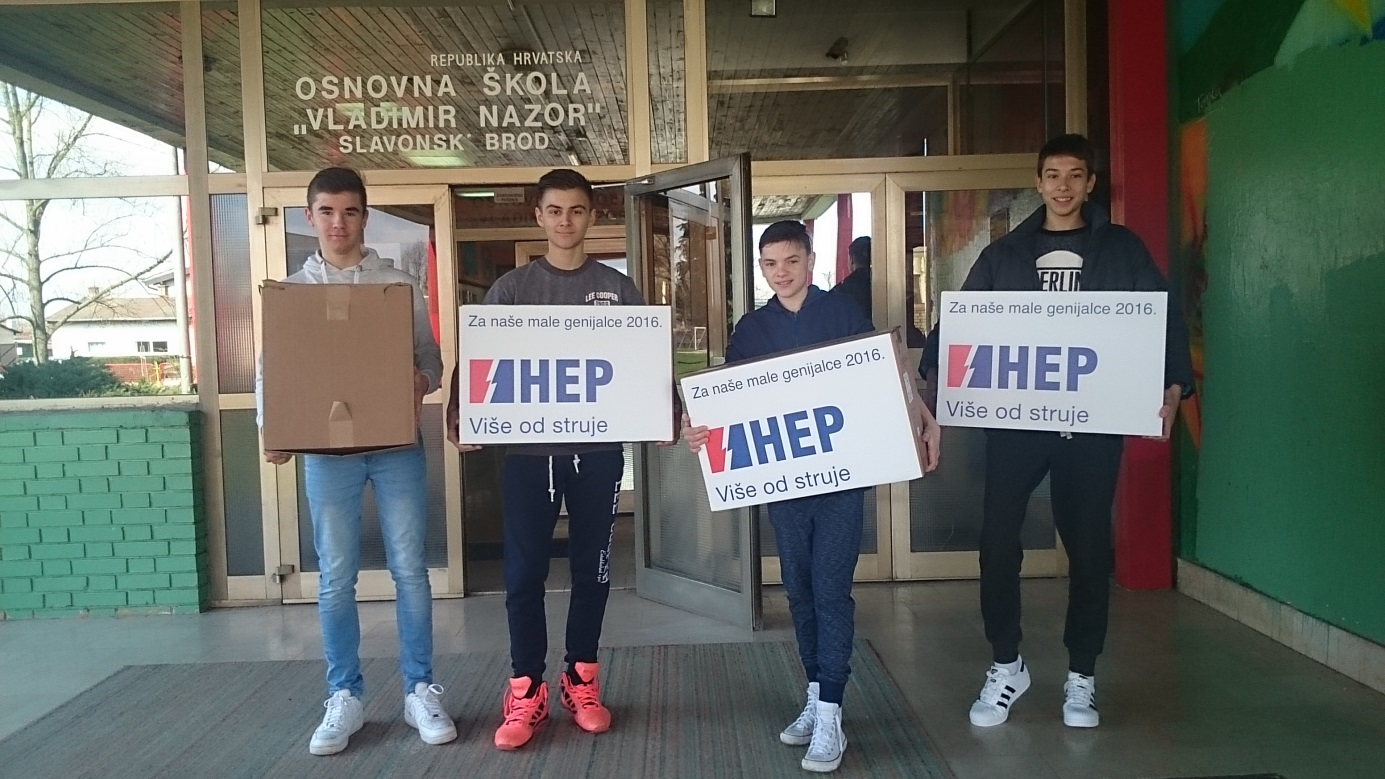 REPUBLIKA HRVATSKA
OSNOVNA ŠKOLA
"VLADIMIR NAZOR"
SLAVONSK BROD
LEE COOPER
ERLIN
Za naše male genijalce 2016.
HEP
Više od struje
Za naše male genijalce 2016.
HEP
Više od struje
Za naše male genijalce 2016.
HEP
Više od struje